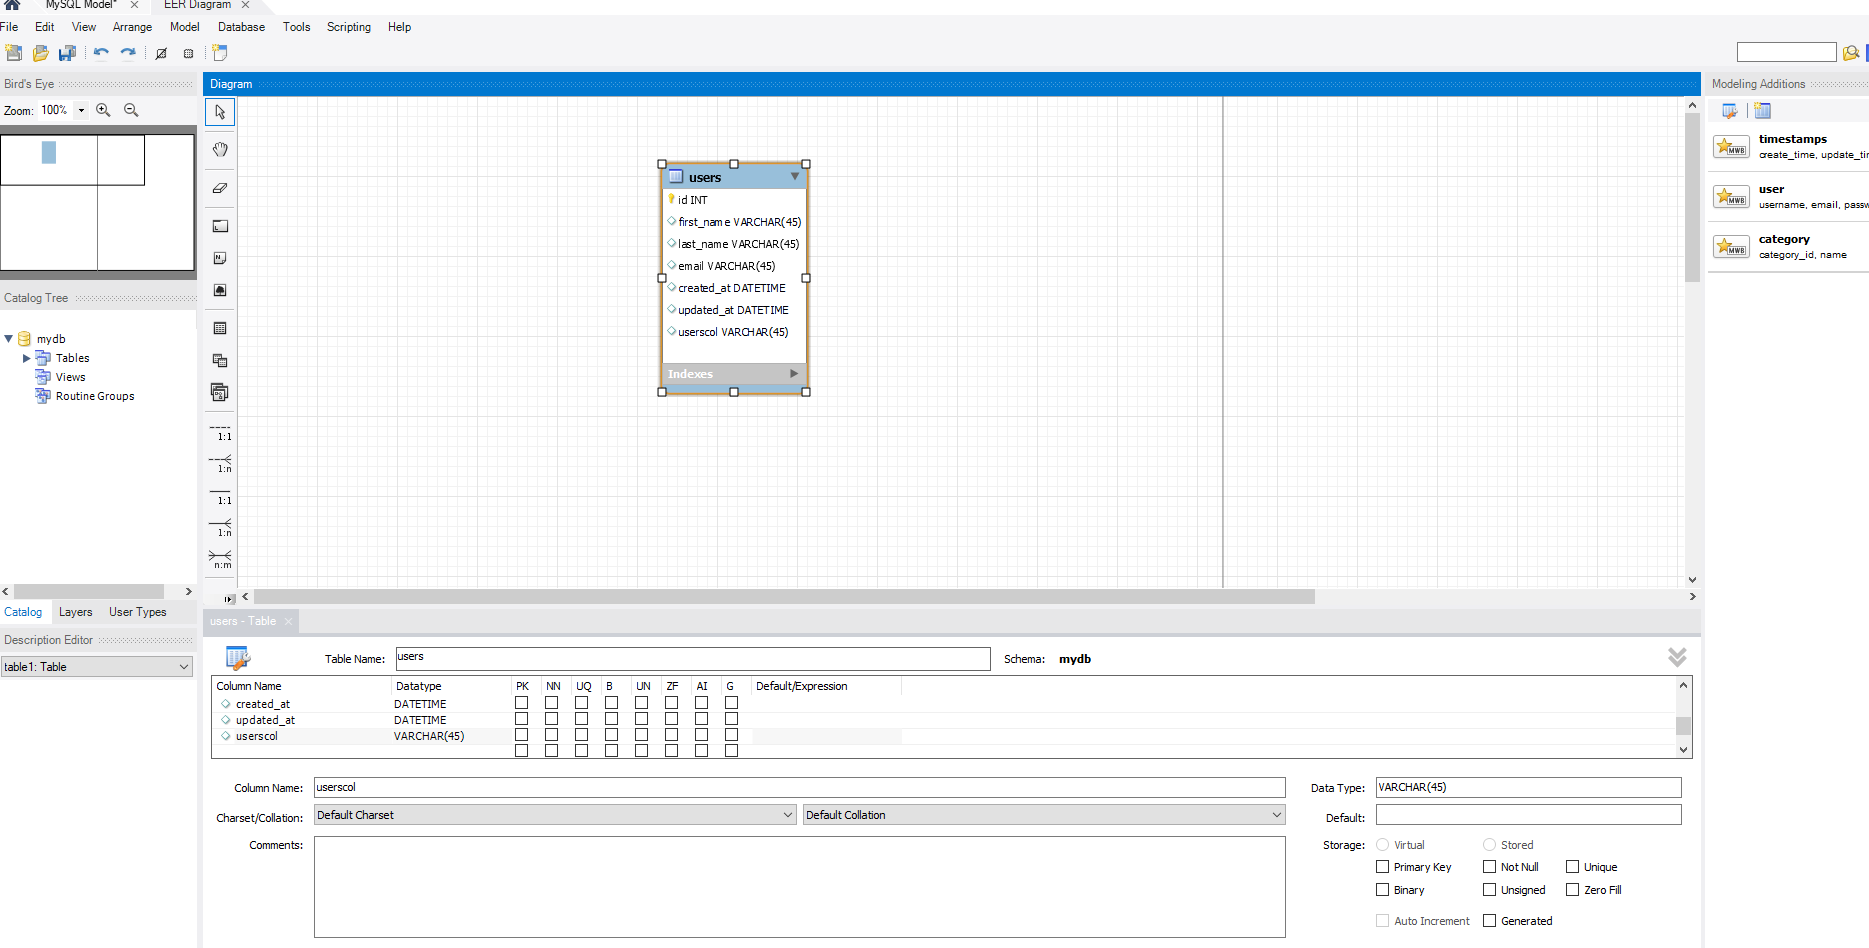 MySQL Model* × EER Diagram ×
File Edit View Arrange Model Database Tools Scripting Help
Bird's Eye
Zoom: 100%
Catalog Tree
mydb
Tables
Views
Routine Groups
Catalog Layers User Types
Description Editor
table1: Table
Diagram
1:1
1:n
1:1
1:n
n:m
users
id INT
first_name VARCHAR(45)
last_name VARCHAR(45)
email VARCHAR(45)
created_at DATETIME
updated_at DATETIME
userscol VARCHAR(45)
Indexes
Modeling Additions
MWB timestamps
create_time, update_tim
MWB user
username, email, passw
MWB category
category_id, name
users - Table ×
Table Name: users Schema: mydb
Column Name Datatype PK NN UQ B UN ZF AI G Default/Expression
created_at DATETIME
updated_at DATETIME
userscol VARCHAR(45)
Column Name: userscol Data Type: VARCHAR(45)
Charset/Collation: Default Charset Default Collation Default:
Comments: Storage: Virtual Stored
Primary Key Not Null Unique
Binary Unsigned Zero Fill
Auto Increment Generated